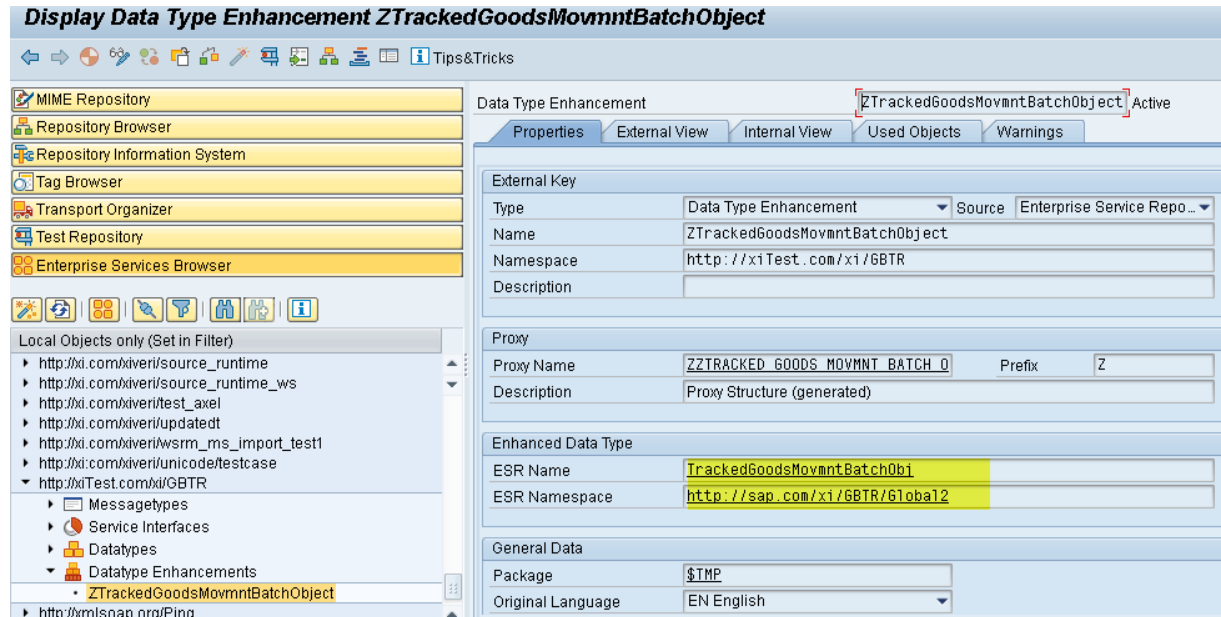 Display Data Type Enhancement ZTrackedGoodsMovmntBatchObject
Tips&Tricks
MIME Repository
Repository Browser
Repository Information System
Tag Browser
Transport Organizer
Test Repository
Enterprise Services Browser
Local Objects only (Set in Filter)
http://xi.com/xiveri/source_runtime
http://xi.com/xiveri/source_runtime_ws
http://xi.com/xiveri/test_axel
http://xi.com/xiveri/updatedt
http://xi.com/xiveri/wsrm_ms_import_test1
http://xi.com/xiveri/unicode/testcase
http://xiTest.com/xi/GBTR
Messagetypes
Service Interfaces
Datatypes
Datatype Enhancements
ZTrackedGoodsMovmntBatchObject
http://xmlsoap.org/Ping
Data Type Enhancement ZTrackedGoodsMovmntBatchObject Active
Properties External View Internal View Used Objects Warnings
External Key
Type Data Type Enhancement Source Enterprise Service Repo...
Name ZTrackedGoodsMovmntBatchObject
Namespace http://xiTest.com/xi/GBTR
Description
Proxy
Proxy Name ZZTRACKED_GOODS_MOVMNT_BATCH_O Prefix Z
Description Proxy Structure (generated)
Enhanced Data Type
ESR Name TrackedGoodsMovmntBatchObj
ESR Namespace http://sap.com/xi/GBTR/Global2
General Data
Package $TMP
Original Language EN English